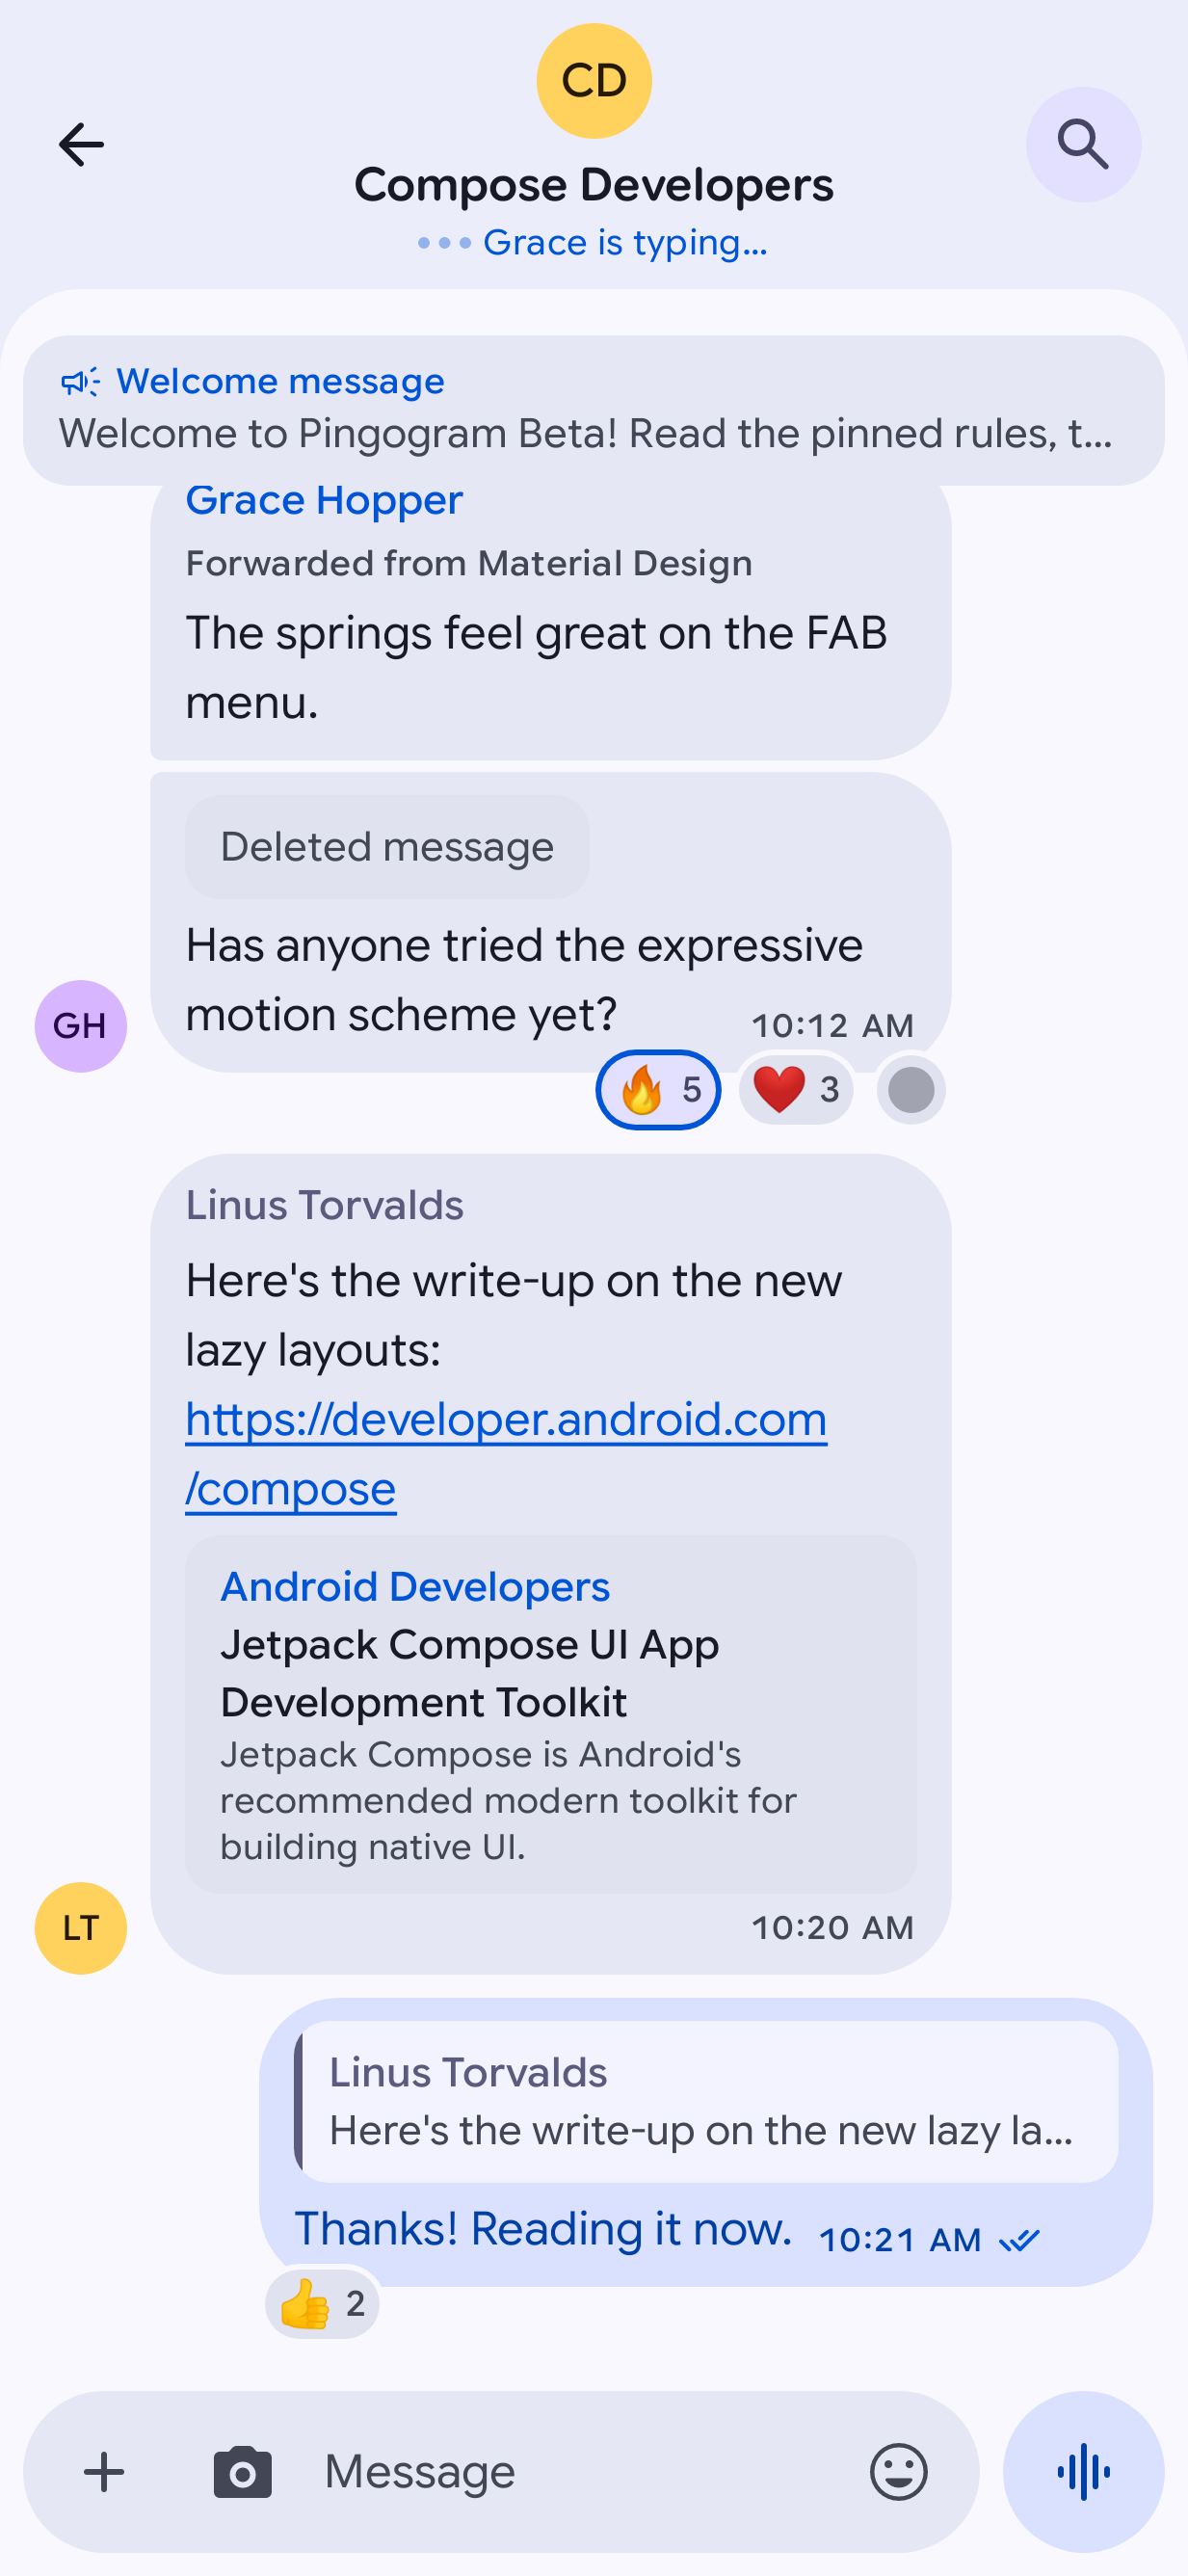 CD
Compose Developers
Grace is typing...
Welcome message
Welcome to Pingogram Beta! Read the pinned rules, t...
Grace Hopper
Forwarded from Material Design
The springs feel great on the FAB
menu.
Deleted message
Has anyone tried the expressive
motion scheme yet?
10:12 AM
GH
5
3
Linus Torvalds
Here's the write-up on the new
lazy layouts:
https://developer.android.com
/compose
Android Developers
Jetpack Compose UI App
Development Toolkit
Jetpack Compose is Android's
recommended modern toolkit for
building native UI.
LT
10:20 AM
Linus Torvalds
Here's the write-up on the new lazy la...
Thanks! Reading it now.
10:21 AM
2
Message